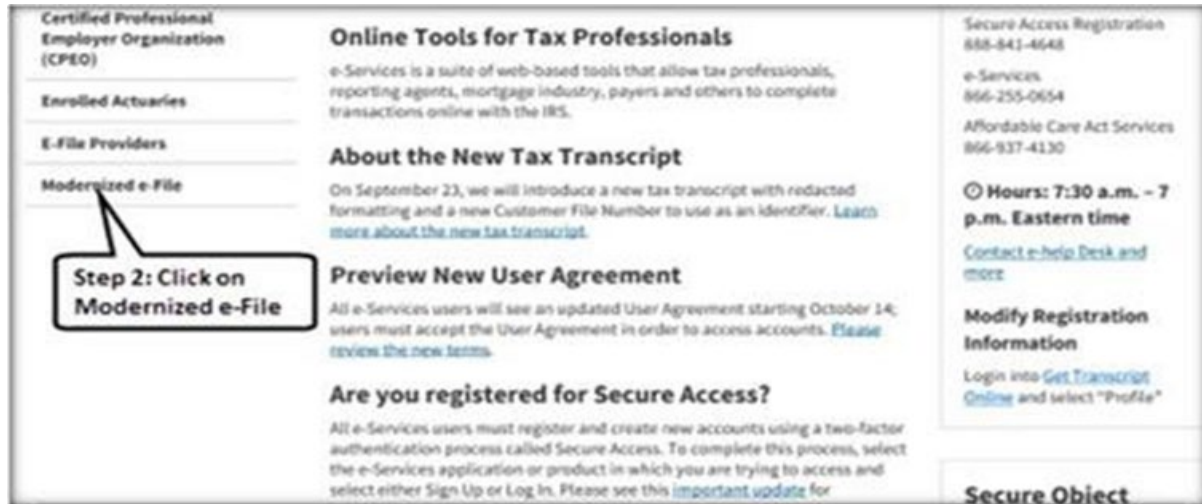 Certified Professional
Employer Organization
(CPEO)
Enrolled Actuaries
E-File Providers
Modernized e-File
Step 2: Click on
Modernized e-File
Online Tools for Tax Professionals
e-Services is a suite of web-based tools that allow tax professionals,
reporting agents, mortgage industry, payers and others to complete
transactions online with the IRS.
About the New Tax Transcript
On September 23, we will introduce a new tax transcript with redacted
formatting and a new Customer File Number to use as an identifier. Learn
more about the new tax transcript.
Preview New User Agreement
All e-Services users will see an updated User Agreement starting October 14;
users must accept the User Agreement in order to access accounts. Please
review the new terms.
Are you registered for Secure Access?
All e-Services users must register and create new accounts using a two-factor
authentication process called Secure Access. To complete this process, select
the e-Services application or product in which you are trying to access and
select either Sign Up or Log In. Please see this important update for
Secure Access Registration
888-841-4648
e-Services
866-255-0654
Affordable Care Act Services
866-937-4130
Hours: 7:30 a.m. – 7
p.m. Eastern time
Contact e-help Desk and
more
Modify Registration
Information
Login into Get Transcript
Online and select "Profile"
Secure Object